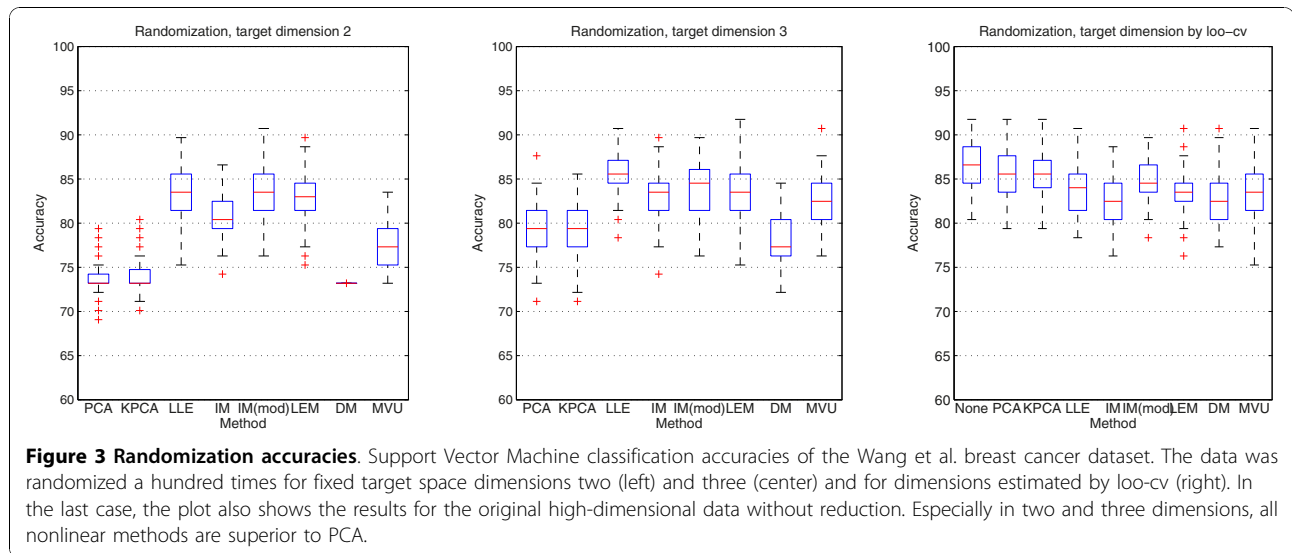 Randomization, target dimension 2
100
95
90
85
80
75
70
65
60
Accuracy
PCA KPCA LLE IM IM(mod) LEM DM MVU
Method
Randomization, target dimension 3
100
95
90
85
80
75
70
65
60
Accuracy
PCA KPCA LLE IM IM(mod) LEM DM MVU
Method
Randomization, target dimension by loo−cv
100
95
90
85
80
75
70
65
60
Accuracy
None PCA KPCA LLE IM IM(mod) LEM DM MVU
Method
Figure 3 Randomization accuracies. Support Vector Machine classification accuracies of the Wang et al. breast cancer dataset. The data was
randomized a hundred times for fixed target space dimensions two (left) and three (center) and for dimensions estimated by loo-cv (right). In
the last case, the plot also shows the results for the original high-dimensional data without reduction. Especially in two and three dimensions, all
nonlinear methods are superior to PCA.